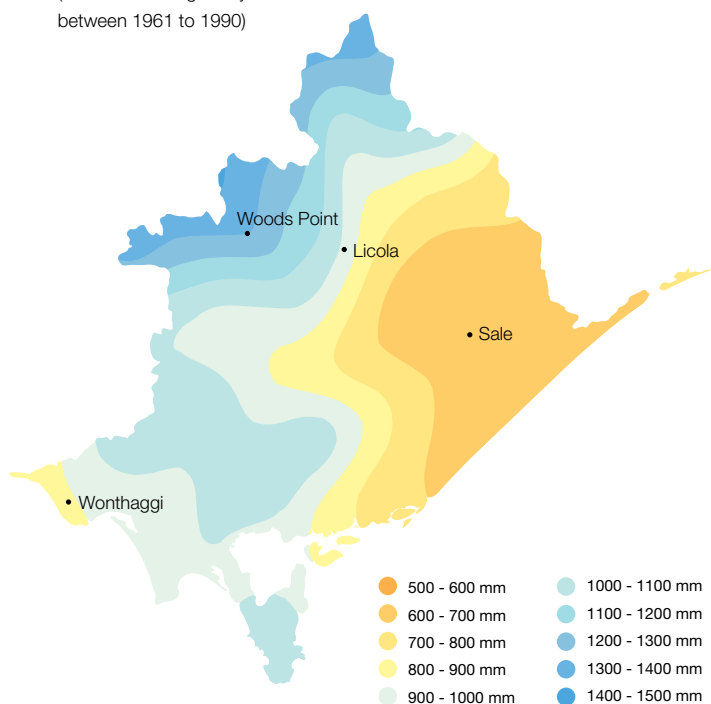 between 1961 to 1990)
Woods Point
Licola
Sale
Wonthaggi
500 - 600 mm
600 - 700 mm
700 - 800 mm
800 - 900 mm
900 - 1000 mm
1000 - 1100 mm
1100 - 1200 mm
1200 - 1300 mm
1300 - 1400 mm
1400 - 1500 mm